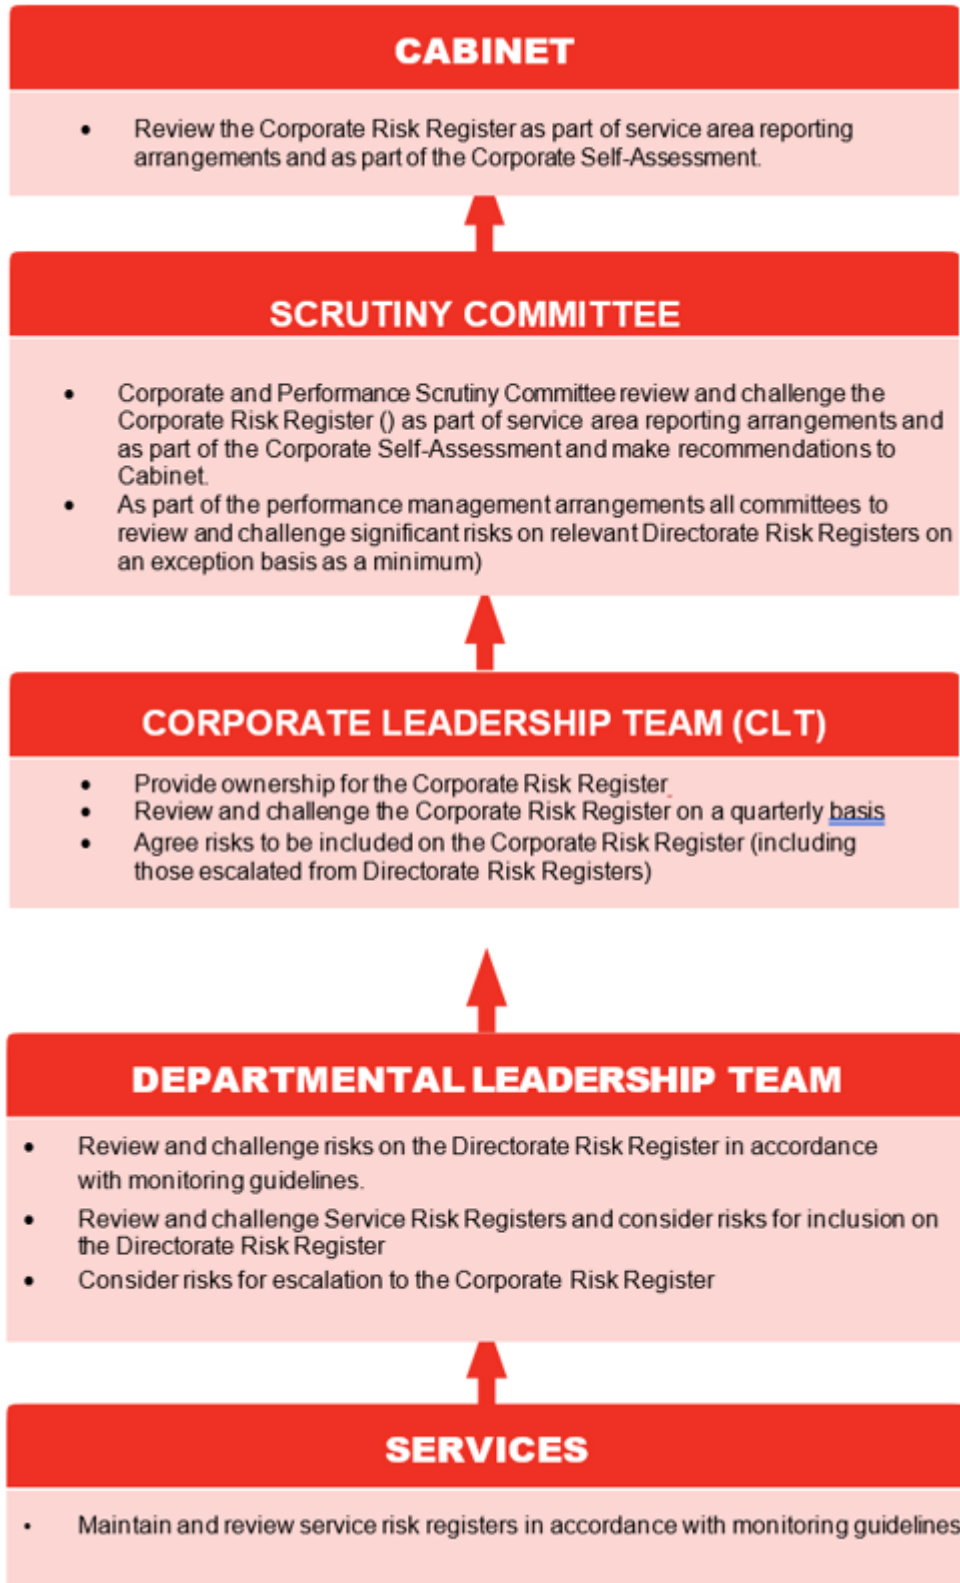 CABINET
• Review the Corporate Risk Register as part of service area reporting
arrangements and as part of the Corporate Self-Assessment.
SCRUTINY COMMITTEE
• Corporate and Performance Scrutiny Committee review and challenge the
Corporate Risk Register () as part of service area reporting arrangements and
as part of the Corporate Self-Assessment and make recommendations to
Cabinet.
• As part of the performance management arrangements all committees to
review and challenge significant risks on relevant Directorate Risk Registers on
an exception basis as a minimum)
CORPORATE LEADERSHIP TEAM (CLT)
• Provide ownership for the Corporate Risk Register
• Review and challenge the Corporate Risk Register on a quarterly basis
• Agree risks to be included on the Corporate Risk Register (including
those escalated from Directorate Risk Registers)
DEPARTMENTAL LEADERSHIP TEAM
• Review and challenge risks on the Directorate Risk Register in accordance
with monitoring guidelines.
• Review and challenge Service Risk Registers and consider risks for inclusion on
the Directorate Risk Register
• Consider risks for escalation to the Corporate Risk Register
SERVICES
• Maintain and review service risk registers in accordance with monitoring guidelines